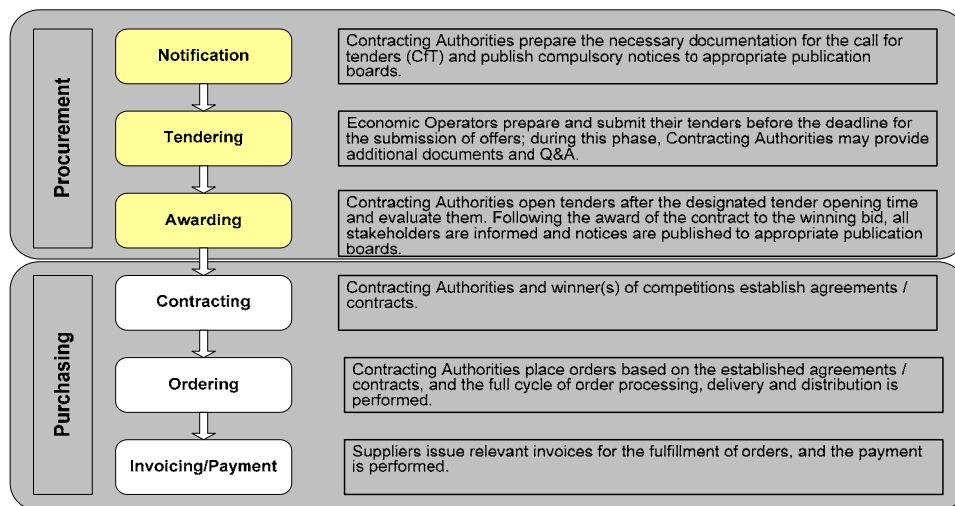 Procurement
Notification
Contracting Authorities prepare the necessary documentation for the call for
tenders (CfT) and publish compulsory notices to appropriate publication
boards.
Tendering
Economic Operators prepare and submit their tenders before the deadline for
the submission of offers; during this phase, Contracting Authorities may provide
additional documents and Q&A.
Awarding
Contracting Authorities open tenders after the designated tender opening time
and evaluate them. Following the award of the contract to the winning bid, all
stakeholders are informed and notices are published to appropriate publication
boards.
Purchasing
Contracting
Contracting Authorities and winner(s) of competitions establish agreements /
contracts.
Ordering
Contracting Authorities place orders based on the established agreements /
contracts, and the full cycle of order processing, delivery and distribution is
performed.
Invoicing/Payment
Suppliers issue relevant invoices for the fulfillment of orders, and the payment
is performed.